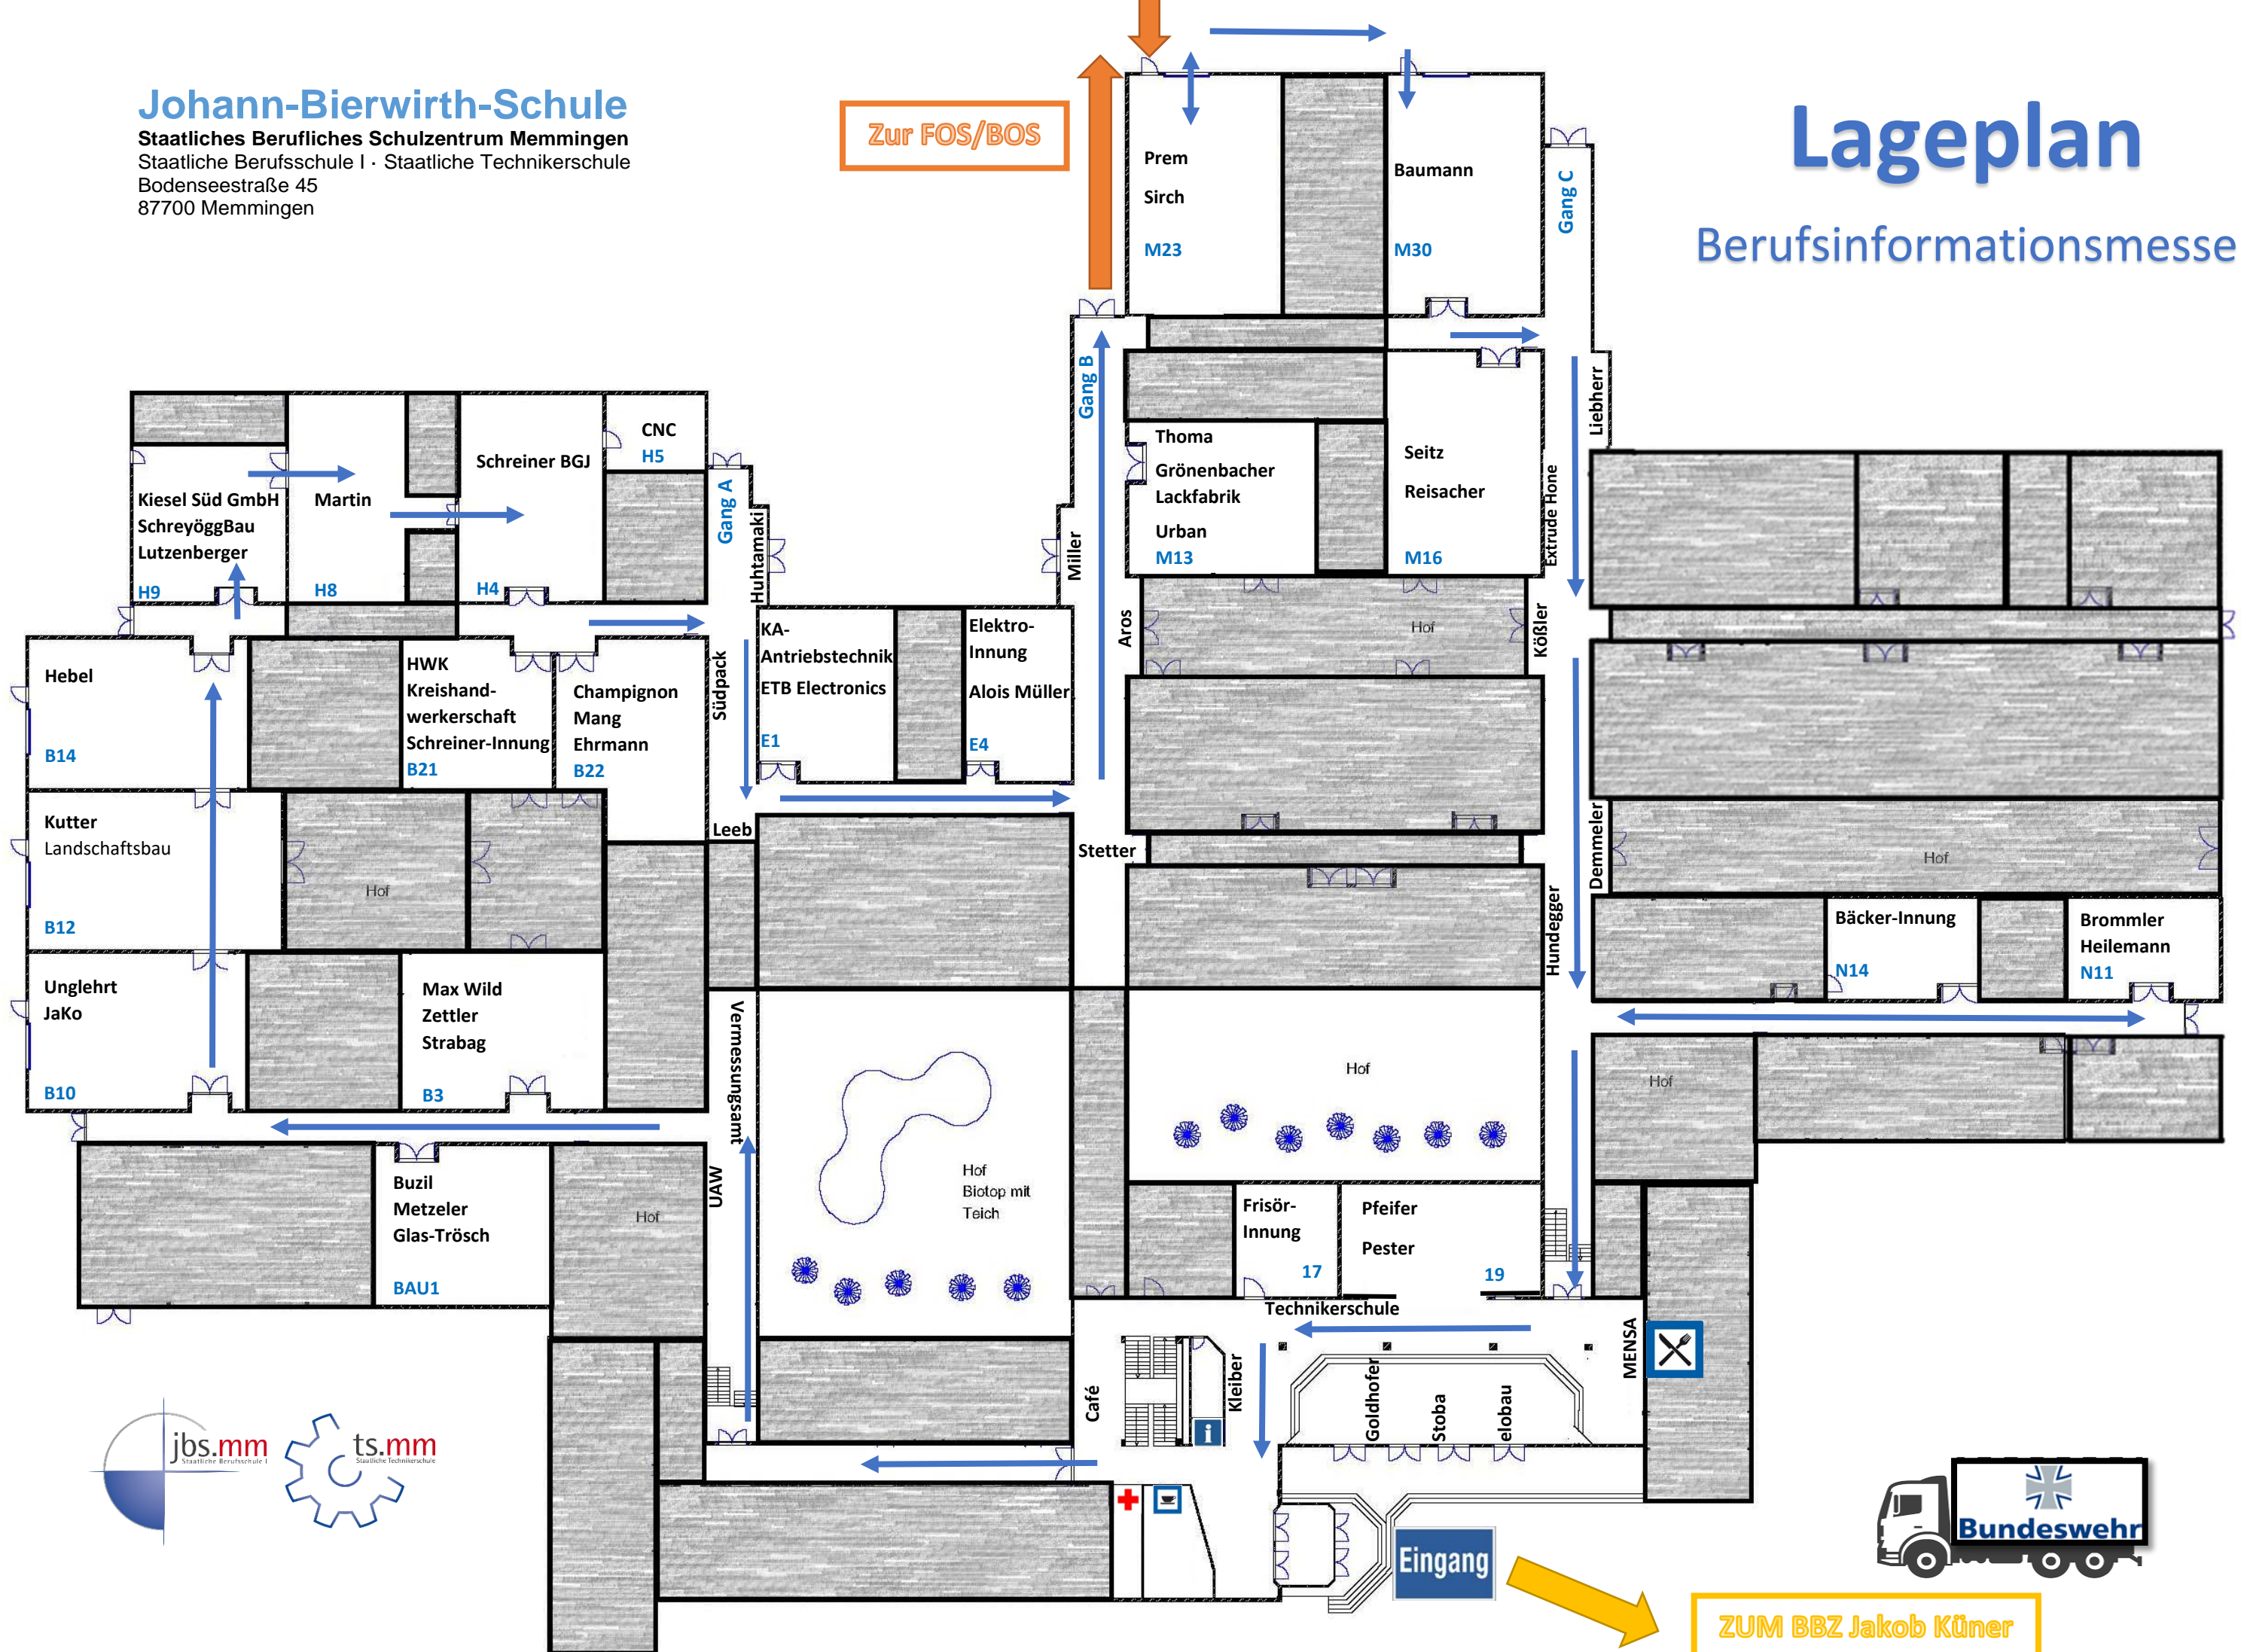 Johann-Bierwirth-Schule
Staatliches Berufliches Schulzentrum Memmingen
Staatliche Berufsschule I · Staatliche Technikerschule
Bodenseestraße 45
87700 Memmingen
Zur FOS/BOS
Lageplan
Berufsinformationsmesse
Prem
Sirch
M23
Baumann
M30
Gang C
Gang B
Liebherr
Thoma
Grönenbacher
Lackfabrik
Urban
M13
Seitz
Reisacher
M16
Extrude Hone
Miller
Aros
Hof
Kößler
CNC
H5
Schreiner BGJ
H4
Martin
H8
Kiesel Süd GmbH
SchreyöggBau
Lutzenberger
H9
Gang A
Huhtamaki
Südpack
KA-
Antriebstechnik
ETB Electronics
E1
Elektro-
Innung
Alois Müller
E4
Hebel
B14
HWK
Kreishand-
werkerschaft
Schreiner-Innung
B21
Champignon
Mang
Ehrmann
B22
Kutter
Landschaftsbau
B12
Hof
Leeb
Stetter
Demmeler
Hof
Hundegger
Bäcker-Innung
N14
Brommler
Heilemann
N11
Unglehrt
JaKo
B10
Max Wild
Zettler
Strabag
B3
Vermessungsamt
UAW
Hof
Hof
Hof
Biotop mit
Teich
Buzil
Metzeler
Glas-Trösch
BAU1
Hof
Frisör-
Innung
17
Pfeifer
Pester
19
Technikerschule
MENSA
Café
Kleiber
i
Goldhofer
Stoba
elobau
jbs.mm
Staatliche Berufsschule I
ts.mm
Staatliche Technikerschule
Eingang
Bundeswehr
ZUM BBZ Jakob Küner